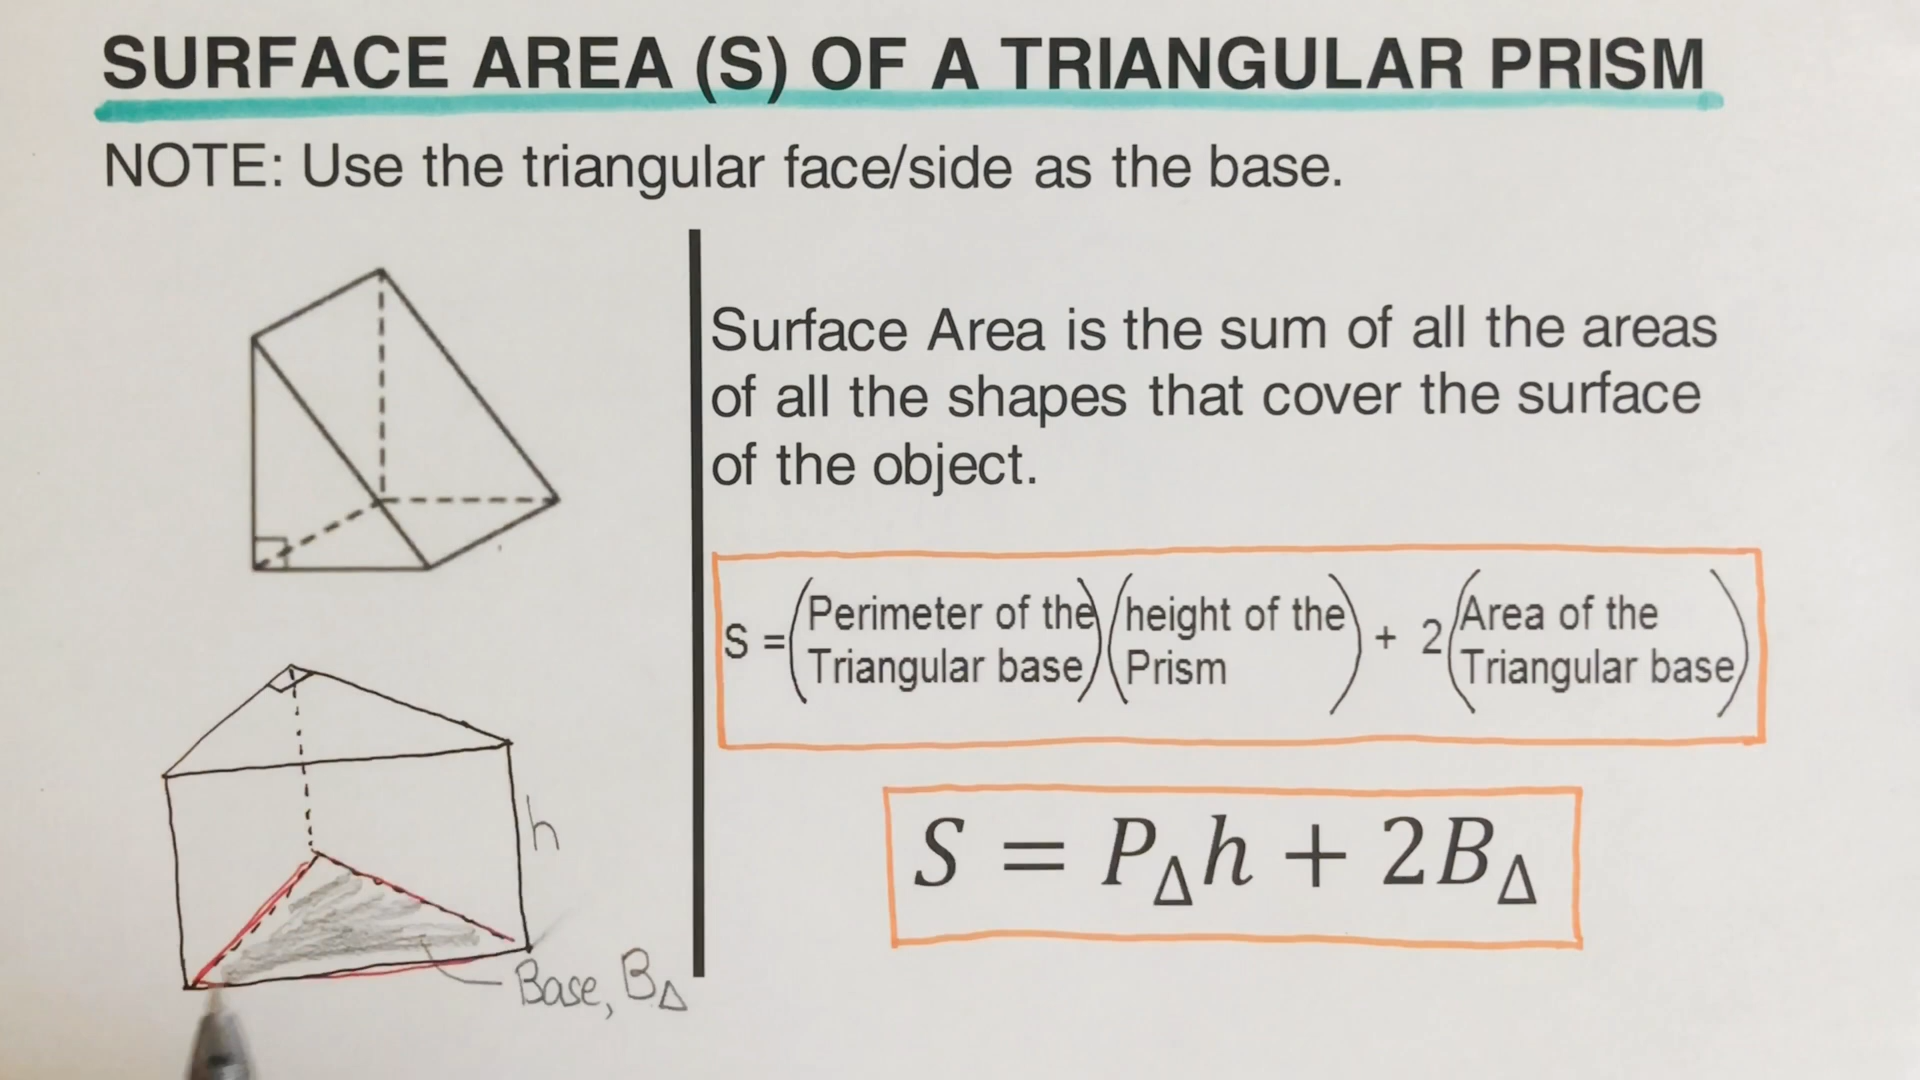 SURFACE AREA (S) OF A TRIANGULAR PRISM
NOTE: Use the triangular face/side as the base.
Surface Area is the sum of all the areas
of all the shapes that cover the surface
of the object.
S = (Perimeter of the Triangular base) (height of the Prism) + 2 (Area of the Triangular base)
S = P△h + 2B△
h
Base, B△